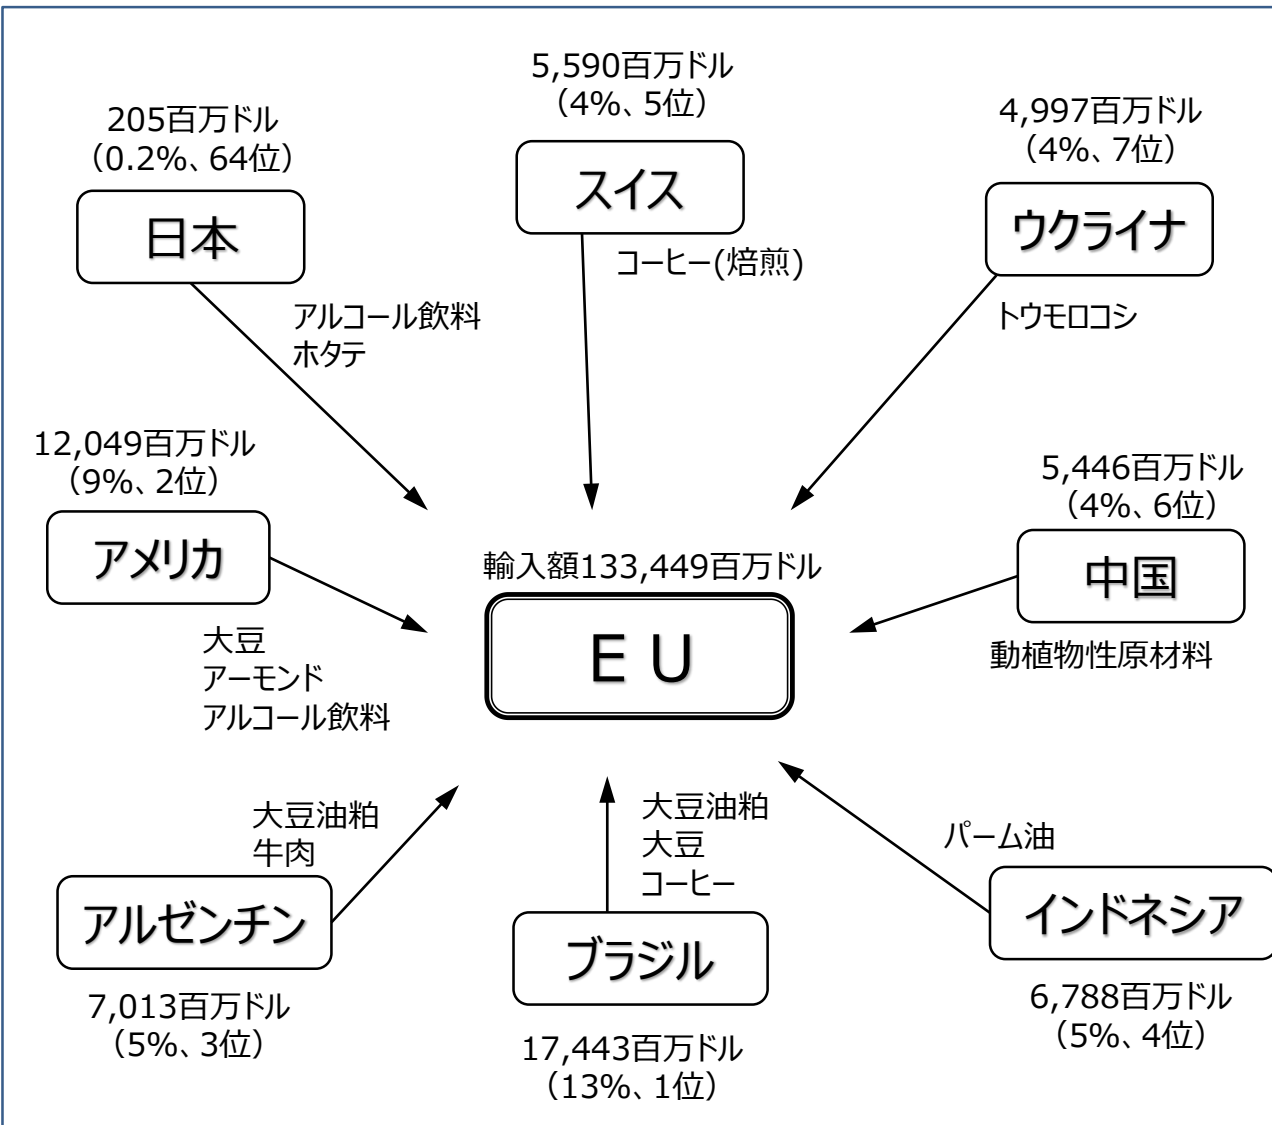 5,590百万ドル
（4%、5位）
スイス
コーヒー(焙煎)
205百万ドル
（0.2%、64位）
日本
アルコール飲料
ホタテ
4,997百万ドル
（4%、7位）
ウクライナ
トウモロコシ
12,049百万ドル
（9%、2位）
アメリカ
大豆
アーモンド
アルコール飲料
輸入額133,449百万ドル
ＥＵ
5,446百万ドル
（4%、6位）
中国
動植物性原材料
大豆油粕
牛肉
アルゼンチン
7,013百万ドル
（5%、3位）
大豆油粕
大豆
コーヒー
ブラジル
17,443百万ドル
（13%、1位）
パーム油
インドネシア
6,788百万ドル
（5%、4位）